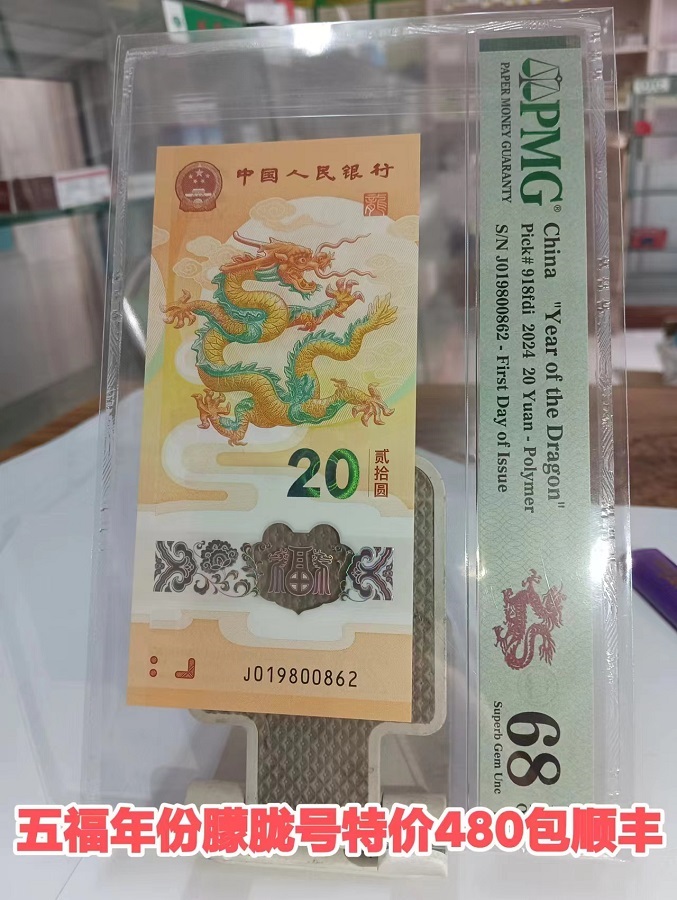 中国人民银行
龍
20
贰拾圆
福
J019800862
PMG®
PAPER MONEY GUARANTY
China "Year of the Dragon"
Pick# 918fdi 2024 20 Yuan - Polymer
S/N J019800862 - First Day of Issue
68
Superb Gem Unc
五福年份朦胧号特价480包顺丰